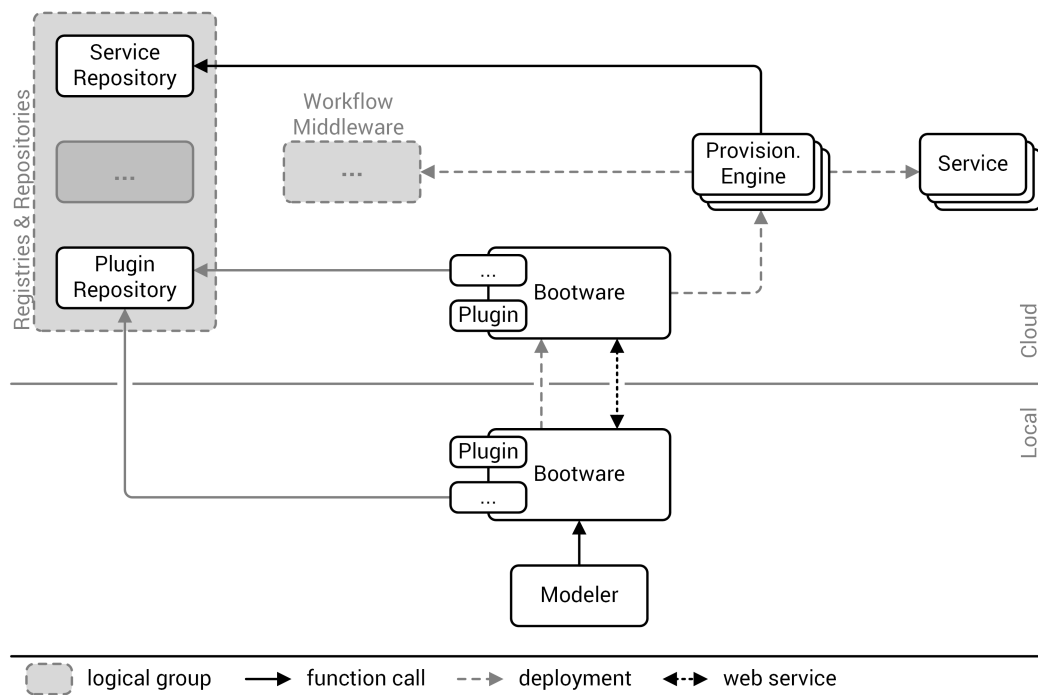 Service
Repository
...
Plugin
Repository
Registries & Repositories
Workflow
Middleware
...
Provision.
Engine
Service
...
Plugin
Bootware
Cloud
Local
Plugin
...
Bootware
Modeler
logical group
function call
deployment
web service